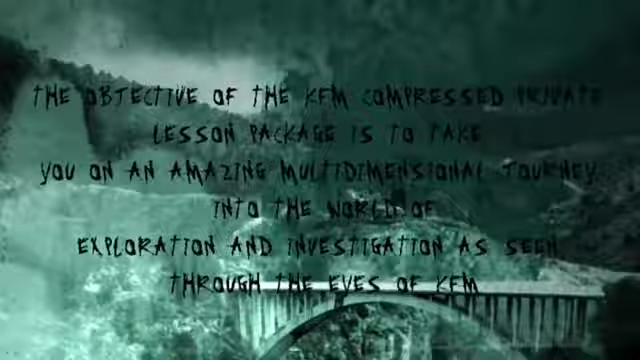 THE OBJECTIVE OF THE KFM COMPRESSED PRIVATE
LESSON PACKAGE IS TO TAKE
YOU ON AN AMAZING MULTIDIMENSIONAL JOURNEY
INTO THE WORLD OF
EXPLORATION AND INVESTIGATION AS SEEN
THROUGH THE EYES OF KFM